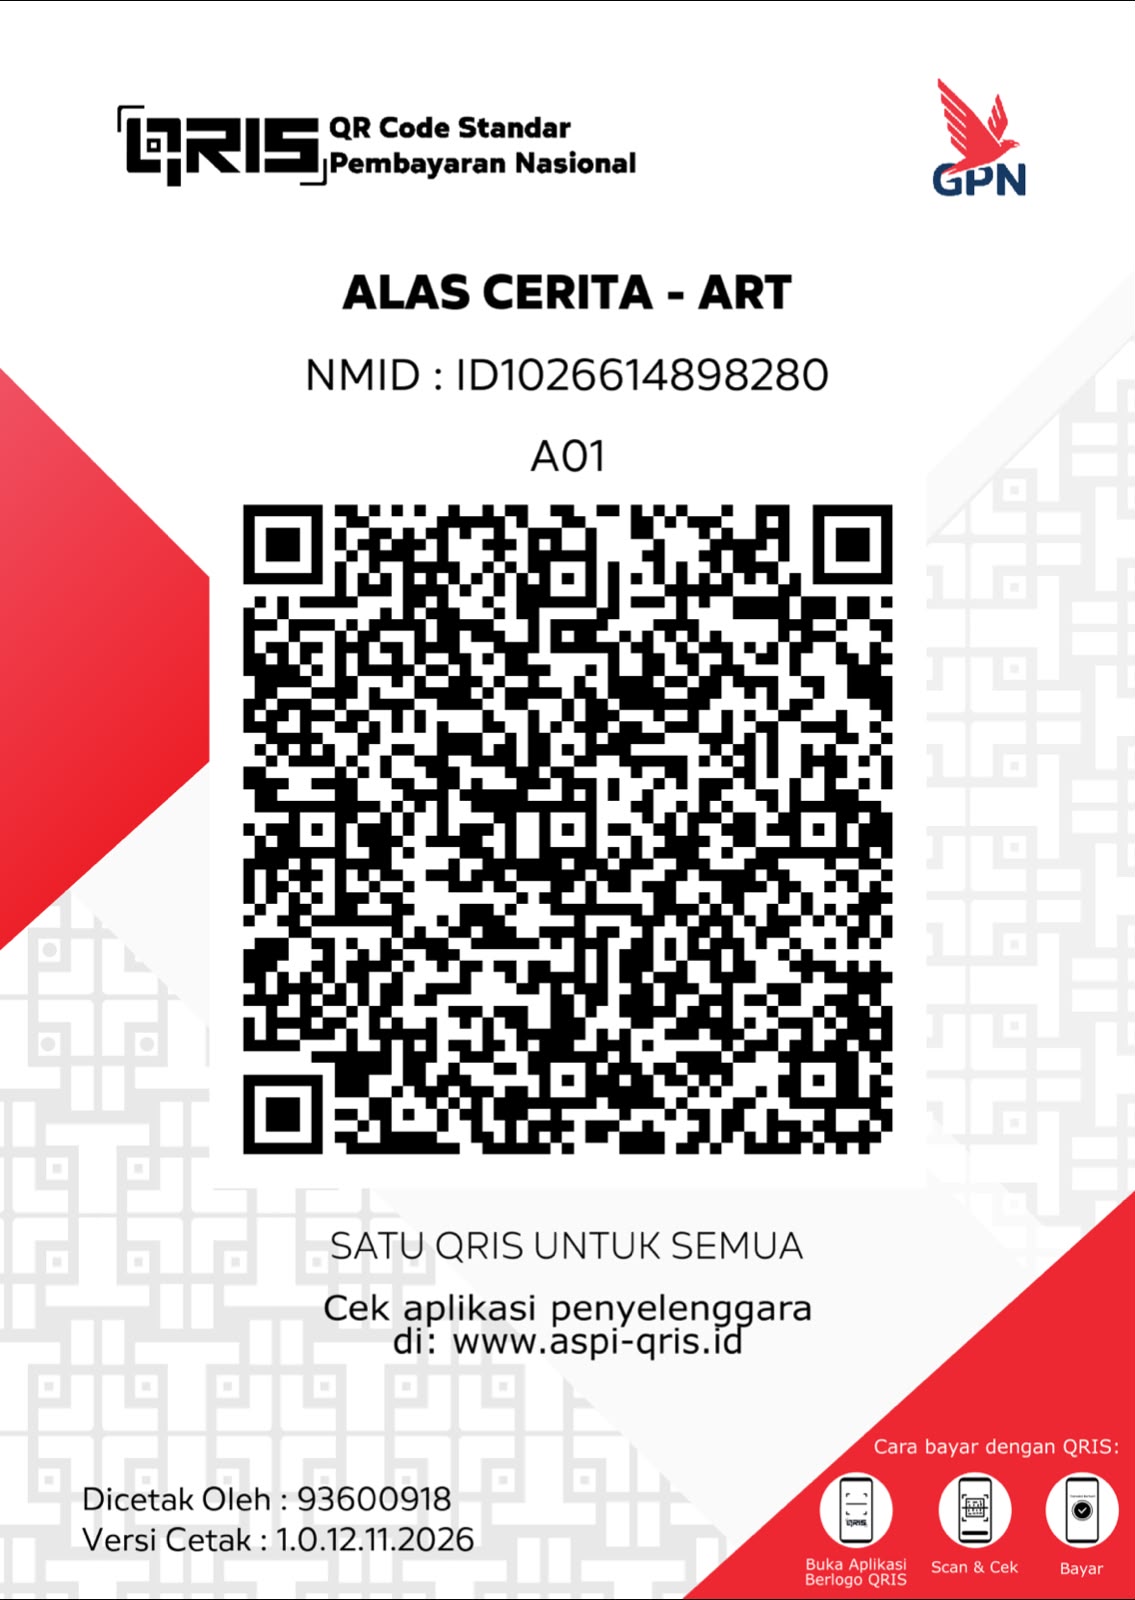 QRIS
QR Code Standar
Pembayaran Nasional
GPN
ALAS CERITA - ART
NMID : ID1026614898280
A01
SATU QRIS UNTUK SEMUA
Cek aplikasi penyelenggara
di: www.aspi-qris.id
Dicetak Oleh : 93600918
Versi Cetak : 1.0.12.11.2026
Cara bayar dengan QRIS:
QRIS
Buka Aplikasi
Berlogo QRIS
Scan & Cek
Bayar